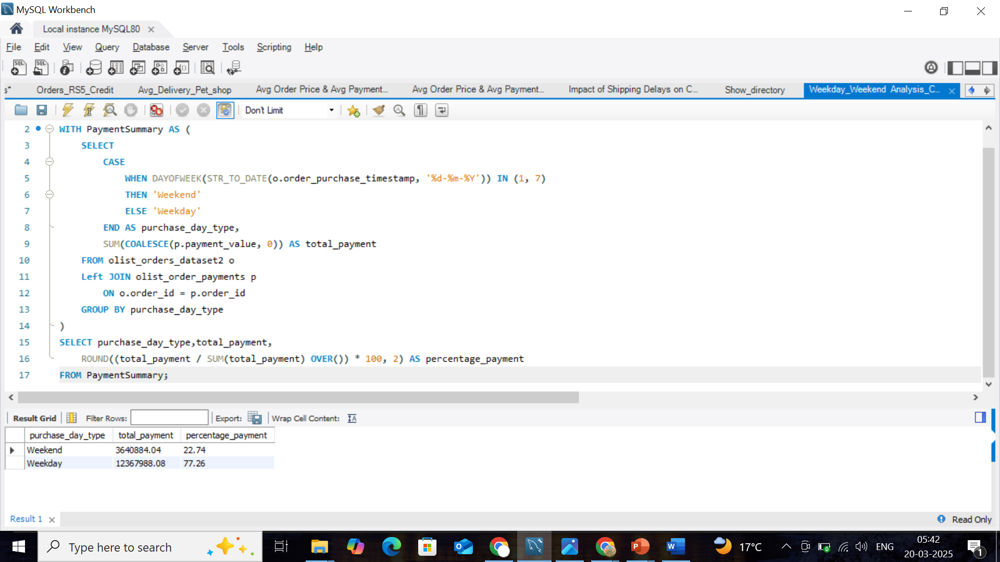 MySQL Workbench
Local instance MySQL80
File Edit View Query Database Server Tools Scripting Help
s* Orders_RS5_Credit Avg_Delivery_Pet_shop Avg Order Price & Avg Payment... Avg Order Price & Avg Payment... Impact of Shipping Delays on C... Show_directory Weekday_Weekend Analysis_C...
Don't Limit
2 WITH PaymentSummary AS (
3 SELECT
4 CASE
5 WHEN DAYOFWEEK(STR_TO_DATE(o.order_purchase_timestamp, '%d-%m-%Y')) IN (1, 7)
6 THEN 'Weekend'
7 ELSE 'Weekday'
8 END AS purchase_day_type,
9 SUM(COALESCE(p.payment_value, 0)) AS total_payment
10 FROM olist_orders_dataset2 o
11 Left JOIN olist_order_payments p
12 ON o.order_id = p.order_id
13 GROUP BY purchase_day_type
14 )
15 SELECT purchase_day_type,total_payment,
16 ROUND((total_payment / SUM(total_payment) OVER()) * 100, 2) AS percentage_payment
17 FROM PaymentSummary;
Result Grid Filter Rows: Export: Wrap Cell Content:
purchase_day_type total_payment percentage_payment
Weekend 3640884.04 22.74
Weekday 12367988.08 77.26
Result 1 Read Only
Type here to search 17°C ENG 05:42
20-03-2025 1